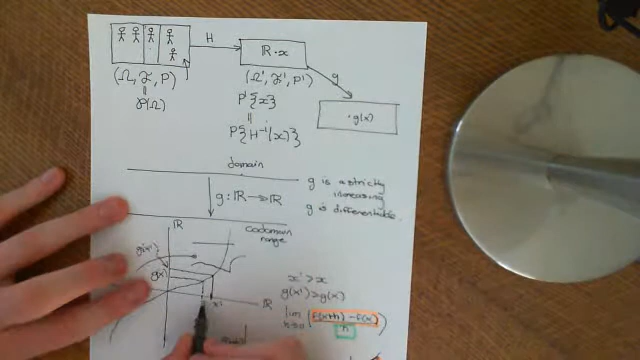 H
ℝ · x
(Ω, 𝓕, P)
(Ω', 𝓕', P')
g
||
𝒫(Ω)
P'{x}
||
P{H⁻¹(x)}
· g(x)
domain
g : ℝ → ℝ
g is a strictly
increasing
g is differentiable.
codomain
range
ℝ
g(x')
g(x)
x'
ℝ
x' > x
g(x') > g(x)
lim h→0 ( f(x+h) - f(x) / h )